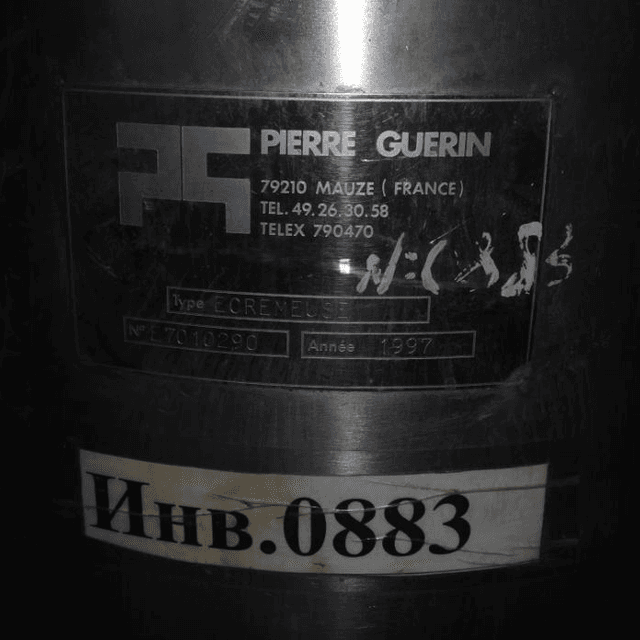 PG PIERRE GUERIN
79210 MAUZE ( FRANCE )
TEL. 49.26.30.58
TELEX 790470
Type ECREMEUSE
N° E7010290 Année 1997
Инв.0883